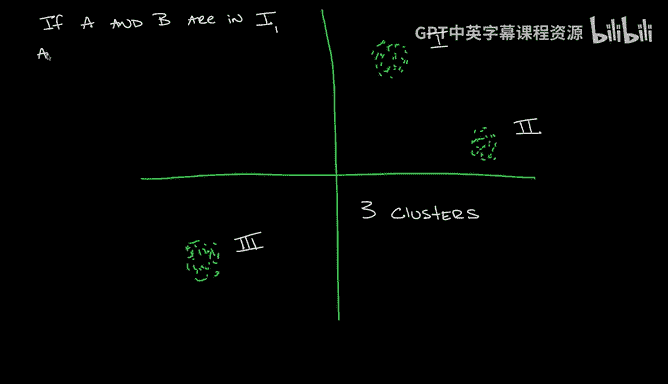 If A AND B ARE IN I,
A
GPT中英字幕课程资源 bilibili
I
II
3 CLUSTERS
III